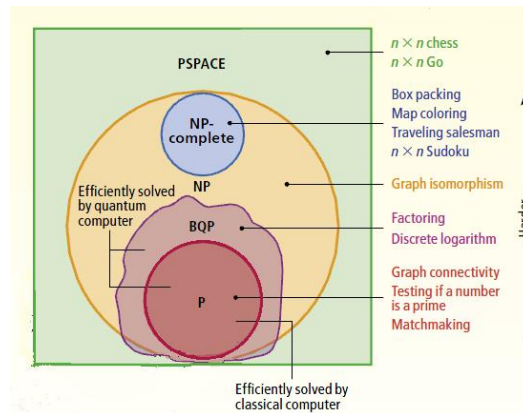 PSPACE
n × n chess
n × n Go
NP-
complete
Box packing
Map coloring
Traveling salesman
n × n Sudoku
NP
Graph isomorphism
Efficiently solved
by quantum
computer
BQP
Factoring
Discrete logarithm
Harder
P
Graph connectivity
Testing if a number
is a prime
Matchmaking
Efficiently solved by
classical computer